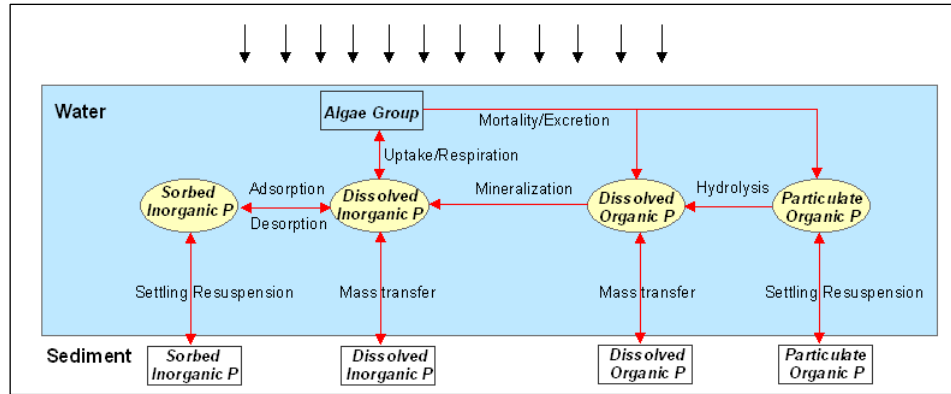 Water
Algae Group
Mortality/Excretion
Uptake/Respiration
Sorbed
Inorganic P
Adsorption
Desorption
Dissolved
Inorganic P
Mineralization
Dissolved
Organic P
Hydrolysis
Particulate
Organic P
Settling Resuspension
Mass transfer
Mass transfer
Settling Resuspension
Sediment
Sorbed
Inorganic P
Dissolved
Inorganic P
Dissolved
Organic P
Particulate
Organic P